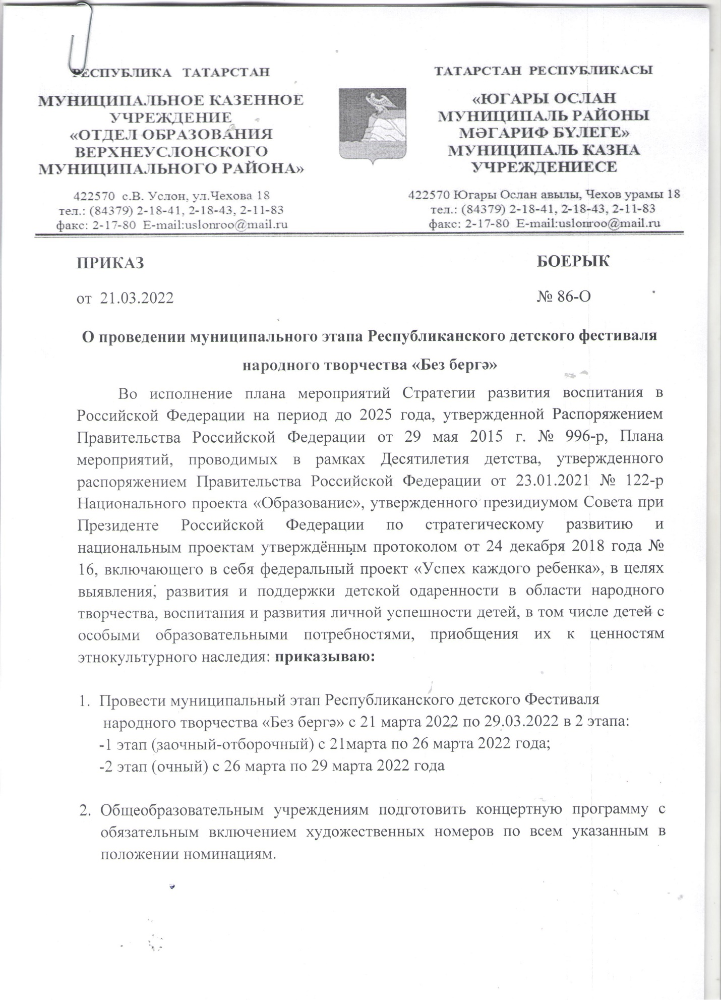 РЕСПУБЛИКА ТАТАРСТАН
МУНИЦИПАЛЬНОЕ КАЗЕННОЕ
УЧРЕЖДЕНИЕ
«ОТДЕЛ ОБРАЗОВАНИЯ
ВЕРХНЕУСЛОНСКОГО
МУНИЦИПАЛЬНОГО РАЙОНА»
422570 с.В. Услон, ул.Чехова 18
тел.: (84379) 2-18-41, 2-18-43, 2-11-83
факс: 2-17-80 E-mail:uslonroo@mail.ru
ТАТАРСТАН РЕСПУБЛИКАСЫ
«ЮГАРЫ ОСЛАН
МУНИЦИПАЛЬ РАЙОНЫ
МӘГАРИФ БҮЛЕГЕ»
МУНИЦИПАЛЬ КАЗНА
УЧРЕЖДЕНИЕСЕ
422570 Югары Ослан авылы, Чехов урамы 18
тел.: (84379) 2-18-41, 2-18-43, 2-11-83
факс: 2-17-80 E-mail:uslonroo@mail.ru
ПРИКАЗ БОЕРЫК
от 21.03.2022 № 86-О
О проведении муниципального этапа Республиканского детского фестиваля
народного творчества «Без бергә»
Во исполнение плана мероприятий Стратегии развития воспитания в
Российской Федерации на период до 2025 года, утвержденной Распоряжением
Правительства Российской Федерации от 29 мая 2015 г. № 996-р, Плана
мероприятий, проводимых в рамках Десятилетия детства, утвержденного
распоряжением Правительства Российской Федерации от 23.01.2021 № 122-р
Национального проекта «Образование», утвержденного президиумом Совета при
Президенте Российской Федерации по стратегическому развитию и
национальным проектам утверждённым протоколом от 24 декабря 2018 года №
16, включающего в себя федеральный проект «Успех каждого ребенка», в целях
выявления, развития и поддержки детской одаренности в области народного
творчества, воспитания и развития личной успешности детей, в том числе детей с
особыми образовательными потребностями, приобщения их к ценностям
этнокультурного наследия: приказываю:
1. Провести муниципальный этап Республиканского детского Фестиваля
народного творчества «Без бергә» с 21 марта 2022 по 29.03.2022 в 2 этапа:
-1 этап (заочный-отборочный) с 21марта по 26 марта 2022 года;
-2 этап (очный) с 26 марта по 29 марта 2022 года
2. Общеобразовательным учреждениям подготовить концертную программу с
обязательным включением художественных номеров по всем указанным в
положении номинациям.